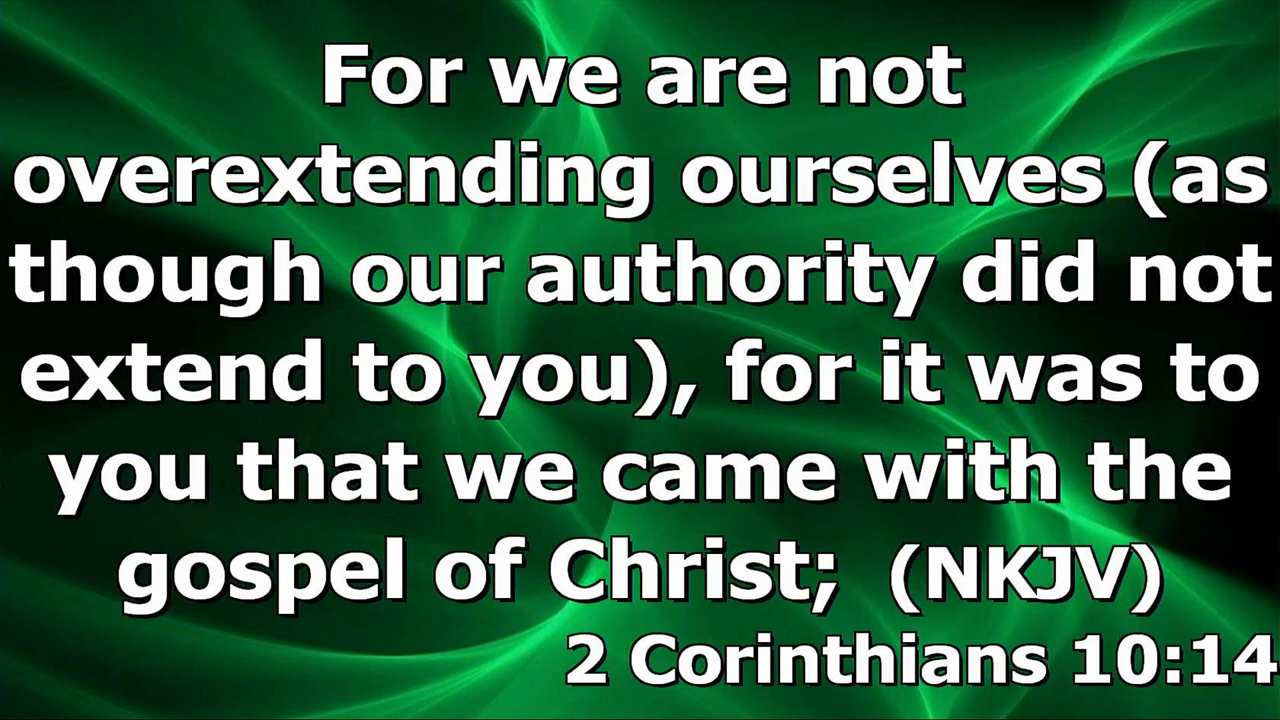 For we are not
overextending ourselves (as
though our authority did not
extend to you), for it was to
you that we came with the
gospel of Christ;  (NKJV)
2 Corinthians 10:14